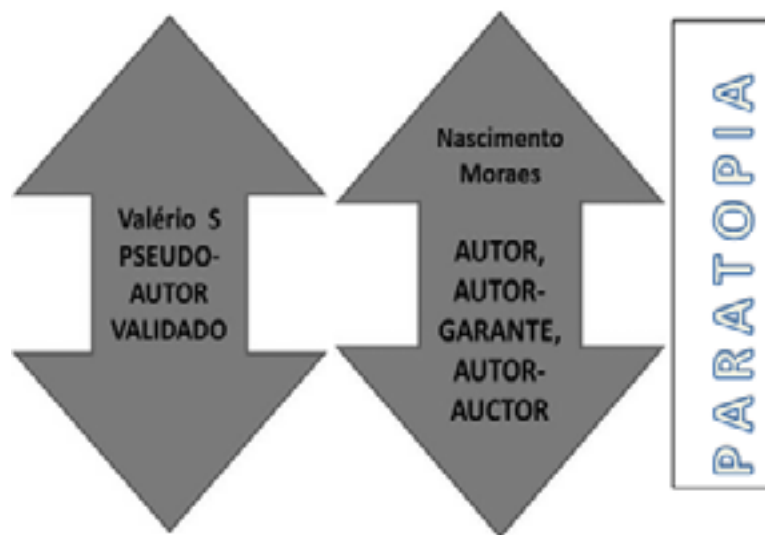 Valério S
PSEUDO-
AUTOR
VALIDADO
Nascimento
Moraes
AUTOR,
AUTOR-
GARANTE,
AUTOR-
AUCTOR
PARATOPIA